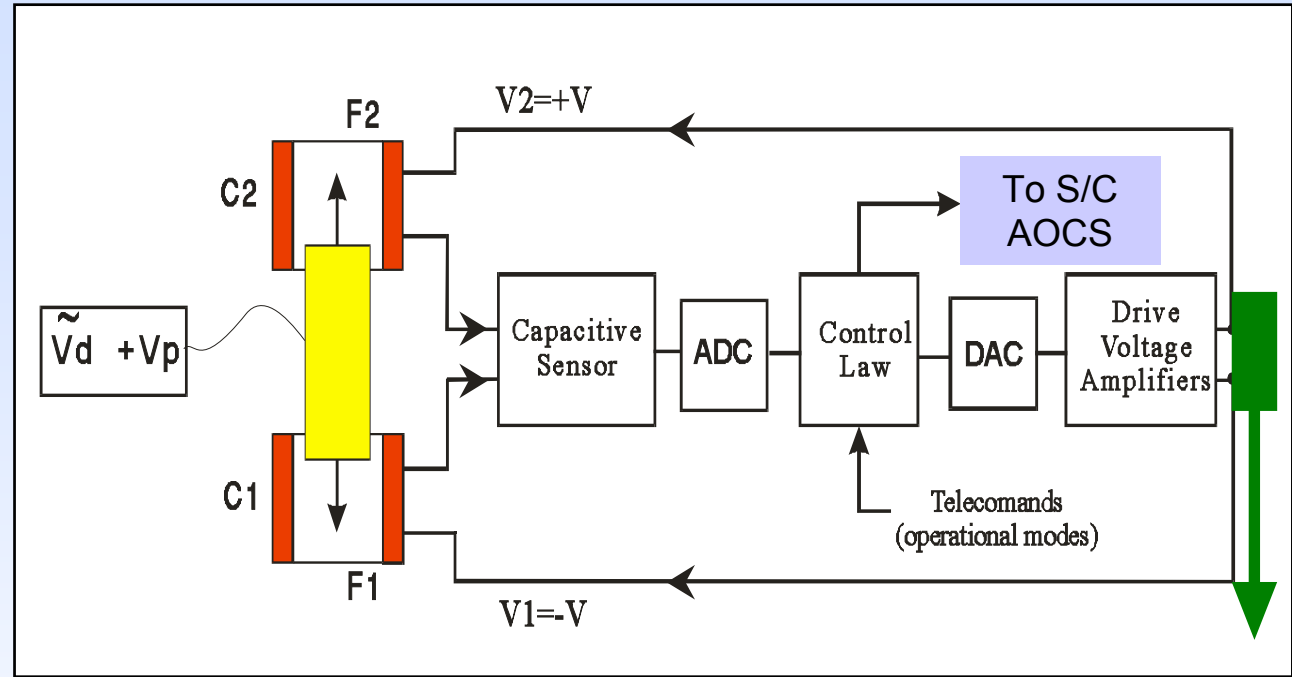 V2=+V
F2
C2
To S/C
AOCS
Ṽd +Vp
Capacitive
Sensor
ADC
Control
Law
DAC
Drive
Voltage
Amplifiers
C1
Telecomands
(operational modes)
F1
V1=-V